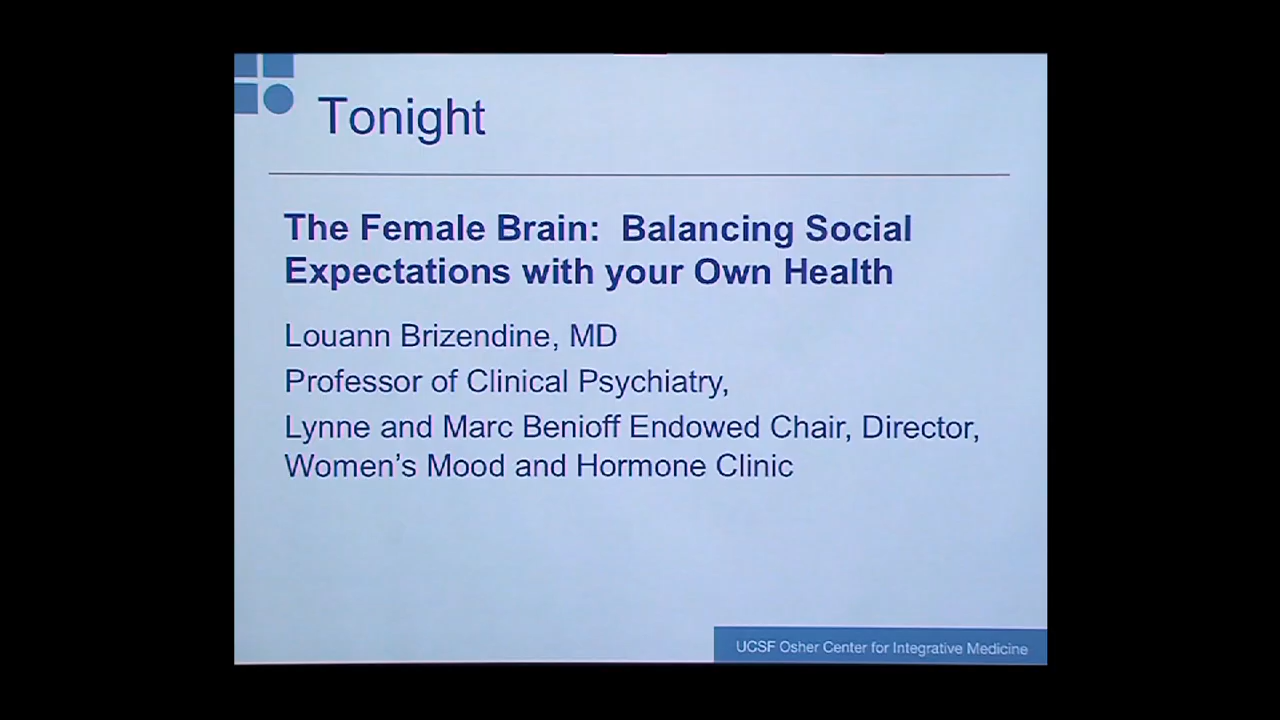 Tonight
The Female Brain:  Balancing Social
Expectations with your Own Health
Louann Brizendine, MD
Professor of Clinical Psychiatry,
Lynne and Marc Benioff Endowed Chair, Director,
Women’s Mood and Hormone Clinic
UCSF Osher Center for Integrative Medicine